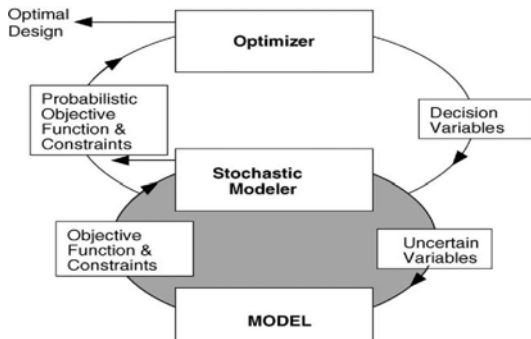 Optimal
Design
Optimizer
Probabilistic
Objective
Function &
Constraints
Decision
Variables
Stochastic
Modeler
Objective
Function &
Constraints
Uncertain
Variables
MODEL